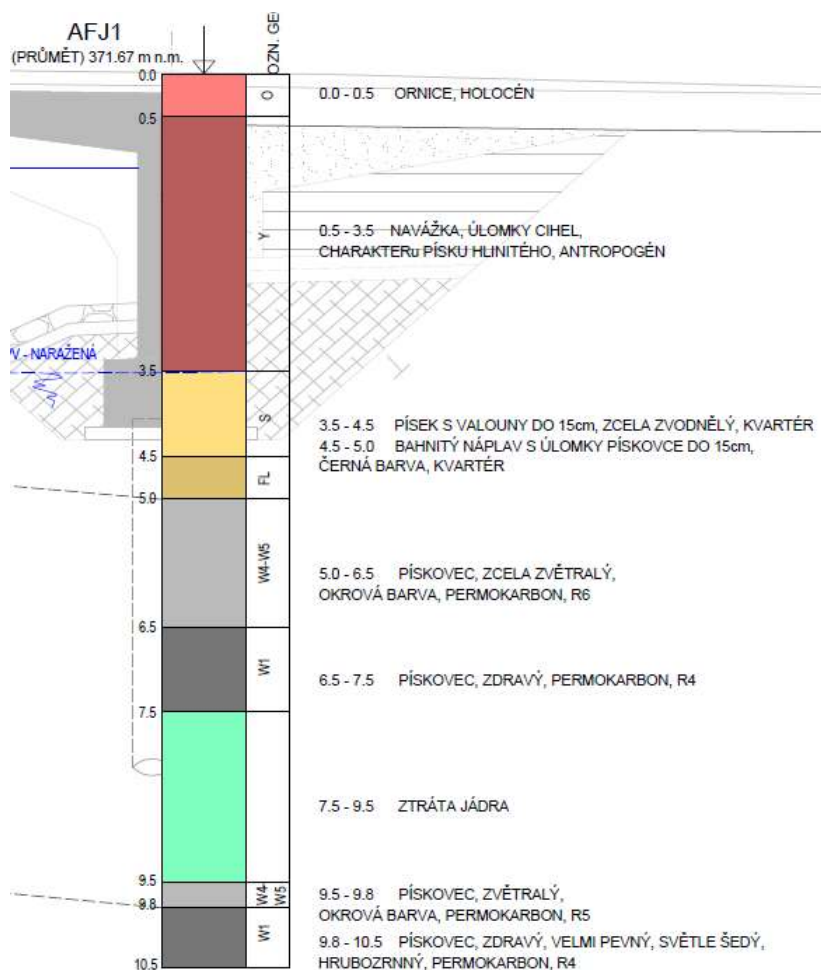 AFJ1
(PRŮMĚT) 371.67 m n.m.
OZN. GE
0.0
O
0.0 - 0.5 ORNICE, HOLOCÉN
0.5
Y
0.5 - 3.5 NAVÁŽKA, ÚLOMKY CIHEL,
CHARAKTERu PÍSKU HLINITÉHO, ANTROPOGÉN
V - NARAŽENÁ
3.5
S
3.5 - 4.5 PÍSEK S VALOUNY DO 15cm, ZCELA ZVODNĚLÝ, KVARTÉR
4.5
4.5 - 5.0 BAHNITÝ NÁPLAV S ÚLOMKY PÍSKOVCE DO 15cm,
ČERNÁ BARVA, KVARTÉR
FL
5.0
W4-W5
5.0 - 6.5 PÍSKOVEC, ZCELA ZVĚTRALÝ,
OKROVÁ BARVA, PERMOKARBON, R6
6.5
W1
6.5 - 7.5 PÍSKOVEC, ZDRAVÝ, PERMOKARBON, R4
7.5
7.5 - 9.5 ZTRÁTA JÁDRA
9.5
W4-
W5
9.5 - 9.8 PÍSKOVEC, ZVĚTRALÝ,
OKROVÁ BARVA, PERMOKARBON, R5
9.8
W1
9.8 - 10.5 PÍSKOVEC, ZDRAVÝ, VELMI PEVNÝ, SVĚTLE ŠEDÝ,
HRUBOZRNNÝ, PERMOKARBON, R4
10.5